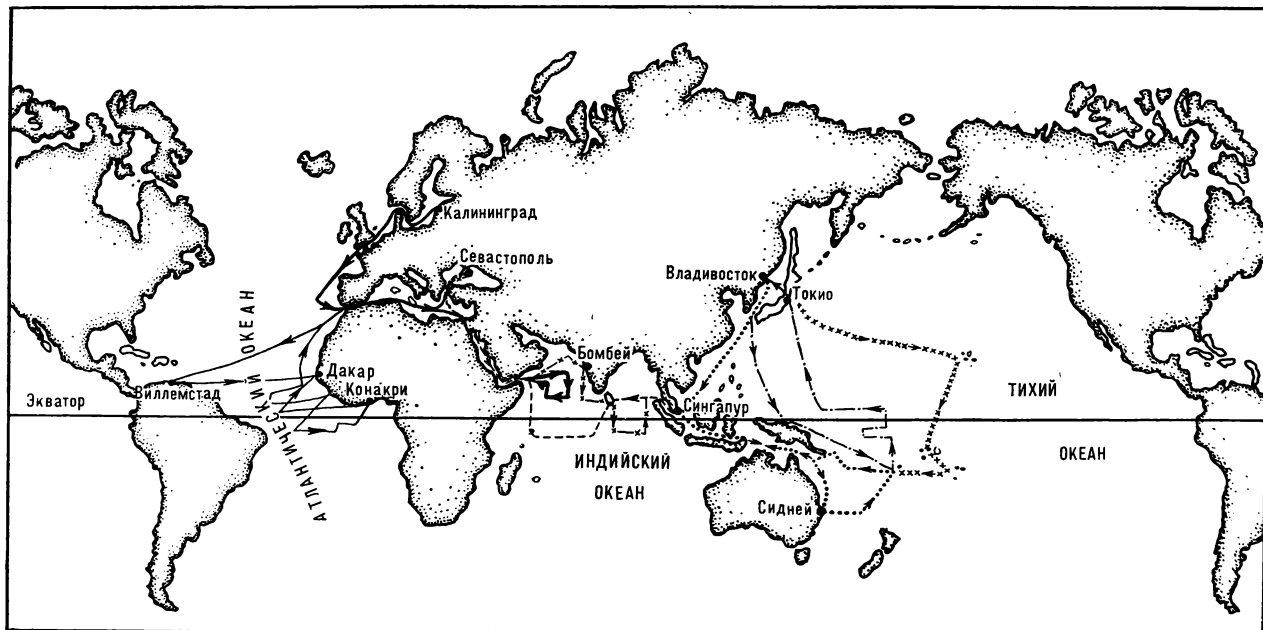 Калининград
Севастополь
Владивосток
Токио
ОКЕАН
АТЛАНТИЧЕСКИЙ
Бомбей
Дакар
Конакри
Виллемстад
Экватор
Сингапур
ТИХИЙ
ОКЕАН
ИНДИЙСКИЙ
ОКЕАН
Сидней